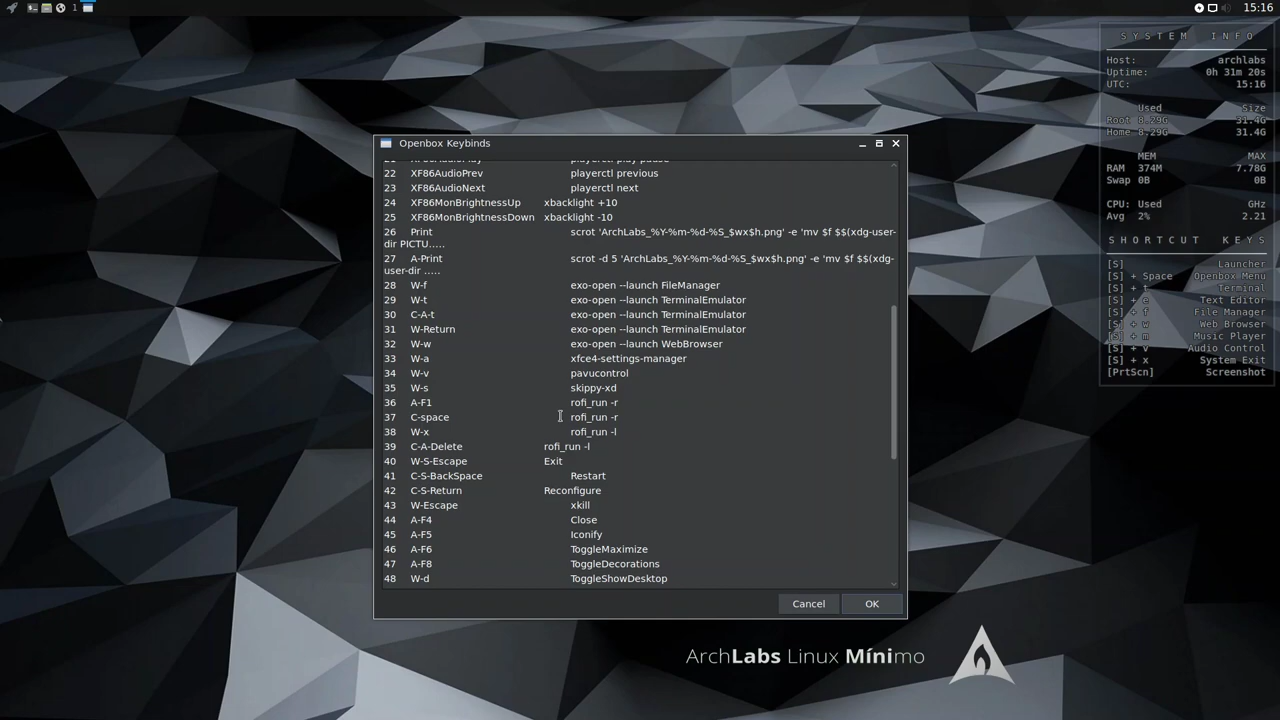 1
15:16
Openbox Keybinds
21 XF86AudioPlay playerctl play-pause
22 XF86AudioPrev playerctl previous
23 XF86AudioNext playerctl next
24 XF86MonBrightnessUp xbacklight +10
25 XF86MonBrightnessDown xbacklight -10
26 Print scrot 'ArchLabs_%Y-%m-%d-%S_$wx$h.png' -e 'mv $f $$(xdg-user-
dir PICTU.....
27 A-Print scrot -d 5 'ArchLabs_%Y-%m-%d-%S_$wx$h.png' -e 'mv $f $$(xdg-
user-dir .....
28 W-f exo-open --launch FileManager
29 W-t exo-open --launch TerminalEmulator
30 C-A-t exo-open --launch TerminalEmulator
31 W-Return exo-open --launch TerminalEmulator
32 W-w exo-open --launch WebBrowser
33 W-a xfce4-settings-manager
34 W-v pavucontrol
35 W-s skippy-xd
36 A-F1 rofi_run -r
37 C-space rofi_run -r
38 W-x rofi_run -l
39 C-A-Delete rofi_run -l
40 W-S-Escape Exit
41 C-S-BackSpace Restart
42 C-S-Return Reconfigure
43 W-Escape xkill
44 A-F4 Close
45 A-F5 Iconify
46 A-F6 ToggleMaximize
47 A-F8 ToggleDecorations
48 W-d ToggleShowDesktop
Cancel OK
SYSTEM INFO
Host: archlabs
Uptime: 0h 31m 20s
UTC: 15:16
Used Size
Root 8.29G 31.4G
Home 8.29G 31.4G
MEM MAX
RAM 374M 7.78G
Swap 0B 0B
CPU: Used GHz
Avg 2% 2.21
SHORTCUT KEYS
[S] Launcher
[S] + Space Openbox Menu
[S] + t Terminal
[S] + e Text Editor
[S] + f File Manager
[S] + w Web Browser
[S] + m Music Player
[S] + v Audio Control
[S] + x System Exit
[PrtScn] Screenshot
ArchLabs Linux Mínimo